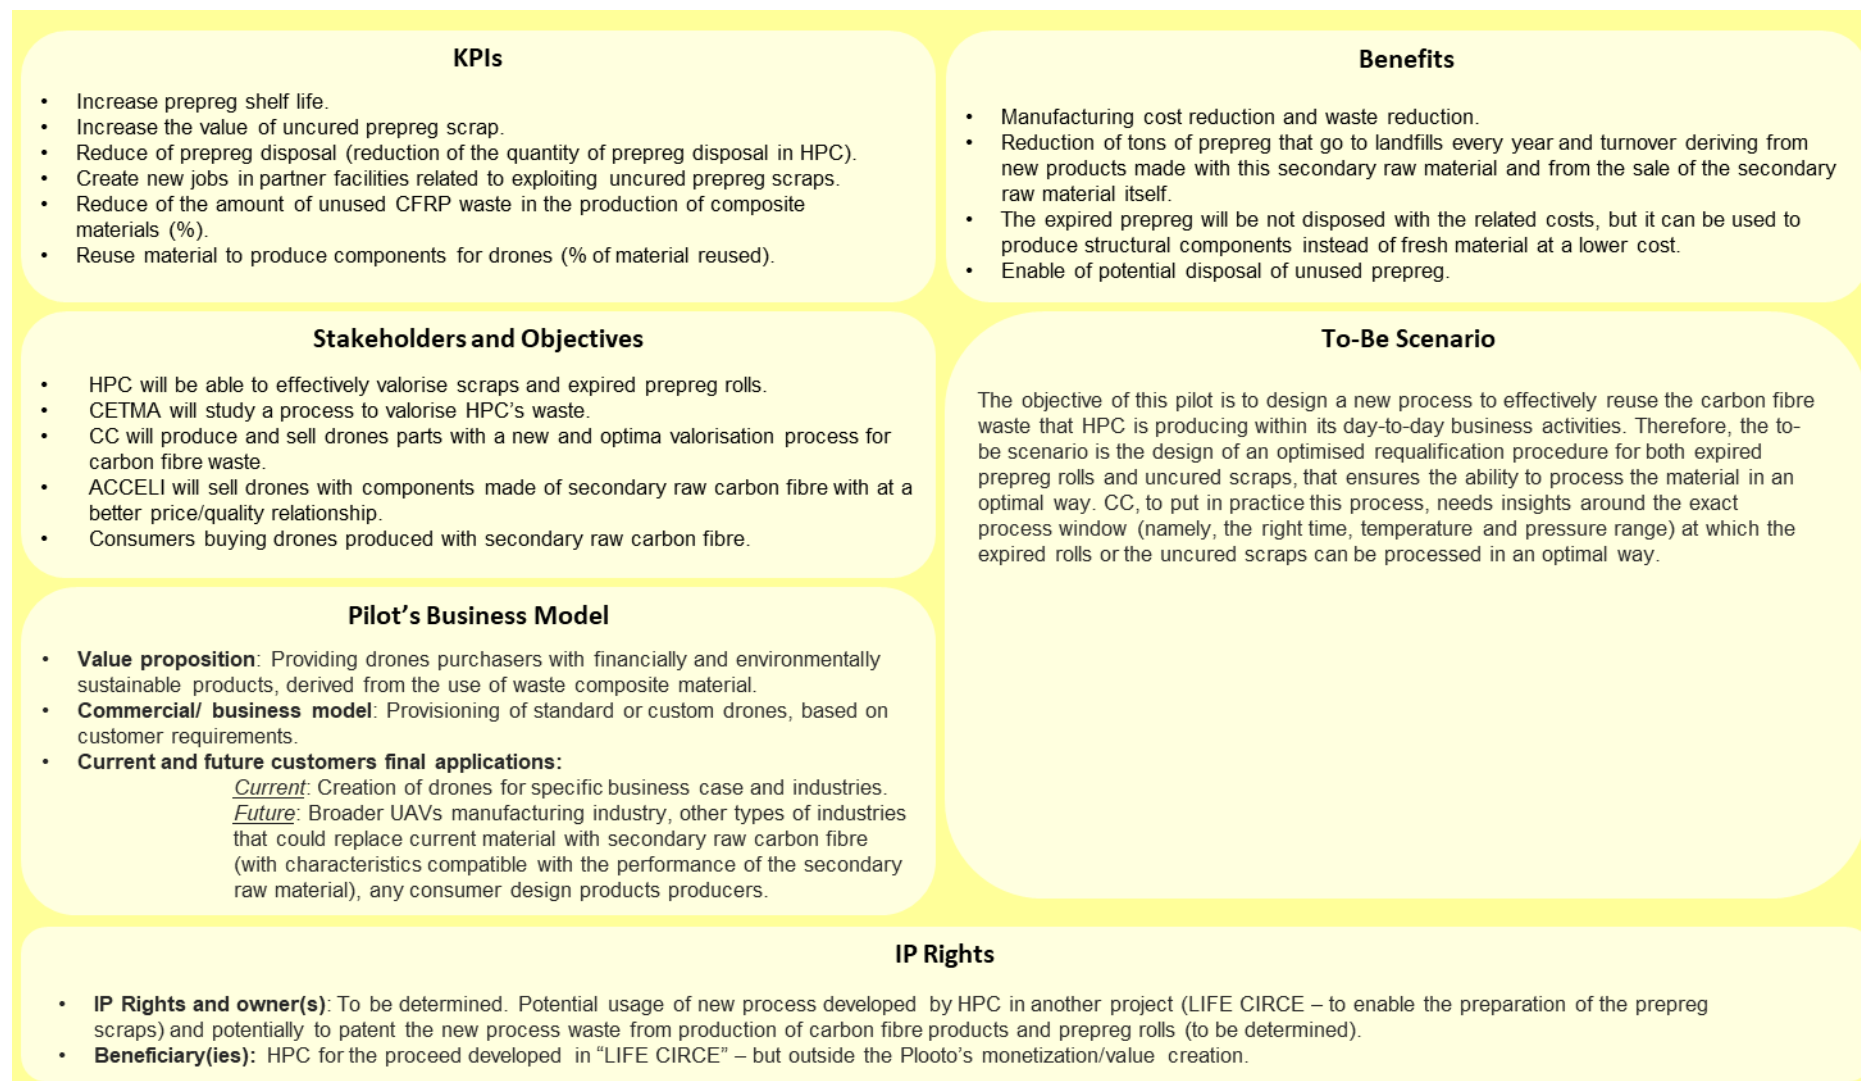 KPIs
• Increase prepreg shelf life.
• Increase the value of uncured prepreg scrap.
• Reduce of prepreg disposal (reduction of the quantity of prepreg disposal in HPC).
• Create new jobs in partner facilities related to exploiting uncured prepreg scraps.
• Reduce of the amount of unused CFRP waste in the production of composite
materials (%).
• Reuse material to produce components for drones (% of material reused).
Benefits
• Manufacturing cost reduction and waste reduction.
• Reduction of tons of prepreg that go to landfills every year and turnover deriving from
new products made with this secondary raw material and from the sale of the secondary
raw material itself.
• The expired prepreg will be not disposed with the related costs, but it can be used to
produce structural components instead of fresh material at a lower cost.
• Enable of potential disposal of unused prepreg.
Stakeholders and Objectives
• HPC will be able to effectively valorise scraps and expired prepreg rolls.
• CETMA will study a process to valorise HPC's waste.
• CC will produce and sell drones parts with a new and optima valorisation process for
carbon fibre waste.
• ACCELI will sell drones with components made of secondary raw carbon fibre with at a
better price/quality relationship.
• Consumers buying drones produced with secondary raw carbon fibre.
To-Be Scenario
The objective of this pilot is to design a new process to effectively reuse the carbon fibre
waste that HPC is producing within its day-to-day business activities. Therefore, the to-
be scenario is the design of an optimised requalification procedure for both expired
prepreg rolls and uncured scraps, that ensures the ability to process the material in an
optimal way. CC, to put in practice this process, needs insights around the exact
process window (namely, the right time, temperature and pressure range) at which the
expired rolls or the uncured scraps can be processed in an optimal way.
Pilot's Business Model
• Value proposition: Providing drones purchasers with financially and environmentally
sustainable products, derived from the use of waste composite material.
• Commercial/ business model: Provisioning of standard or custom drones, based on
customer requirements.
• Current and future customers final applications:
Current: Creation of drones for specific business case and industries.
Future: Broader UAVs manufacturing industry, other types of industries
that could replace current material with secondary raw carbon fibre
(with characteristics compatible with the performance of the secondary
raw material), any consumer design products producers.
IP Rights
• IP Rights and owner(s): To be determined. Potential usage of new process developed by HPC in another project (LIFE CIRCE – to enable the preparation of the prepreg
scraps) and potentially to patent the new process waste from production of carbon fibre products and prepreg rolls (to be determined).
• Beneficiary(ies): HPC for the proceed developed in “LIFE CIRCE” – but outside the Plooto's monetization/value creation.